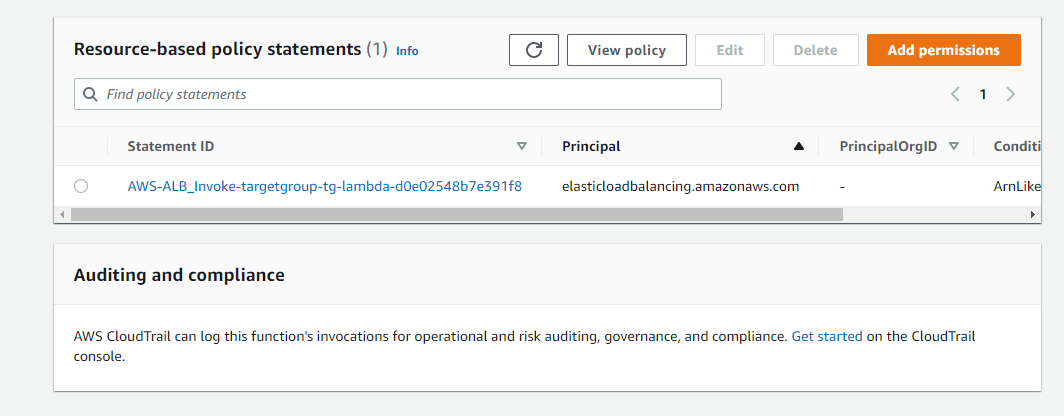 Resource-based policy statements (1) Info
View policy
Edit
Delete
Add permissions
Find policy statements
1
Statement ID
Principal
PrincipalOrgID
Conditi
AWS-ALB_Invoke-targetgroup-tg-lambda-d0e02548b7e391f8
elasticloadbalancing.amazonaws.com
-
ArnLike
Auditing and compliance
AWS CloudTrail can log this function's invocations for operational and risk auditing, governance, and compliance. Get started on the CloudTrail
console.